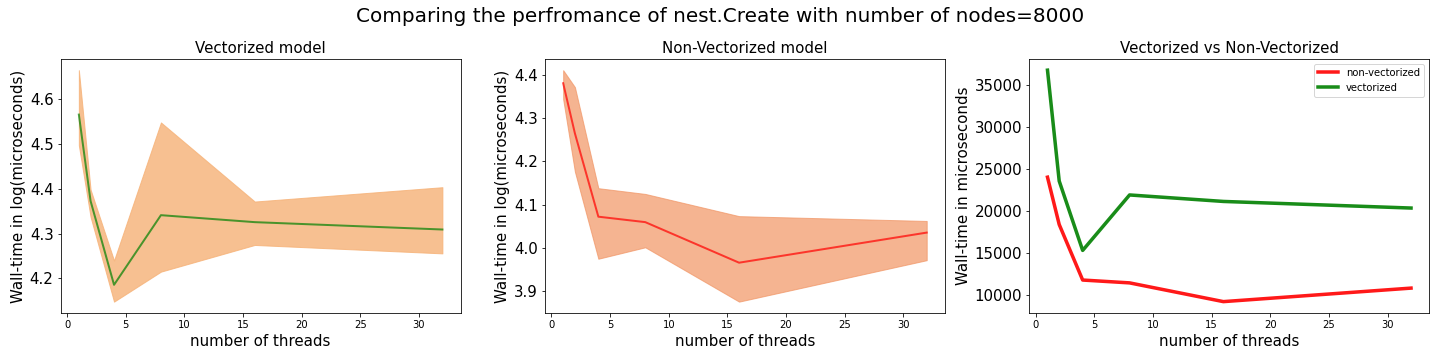 Comparing the perfromance of nest.Create with number of nodes=8000
Vectorized model
Wall-time in log(microseconds)
4.6
4.5
4.4
4.3
4.2
0 5 10 15 20 25 30
number of threads
Non-Vectorized model
Wall-time in log(microseconds)
4.4
4.3
4.2
4.1
4.0
3.9
0 5 10 15 20 25 30
number of threads
Vectorized vs Non-Vectorized
non-vectorized
vectorized
Wall-time in microseconds
35000
30000
25000
20000
15000
10000
0 5 10 15 20 25 30
number of threads